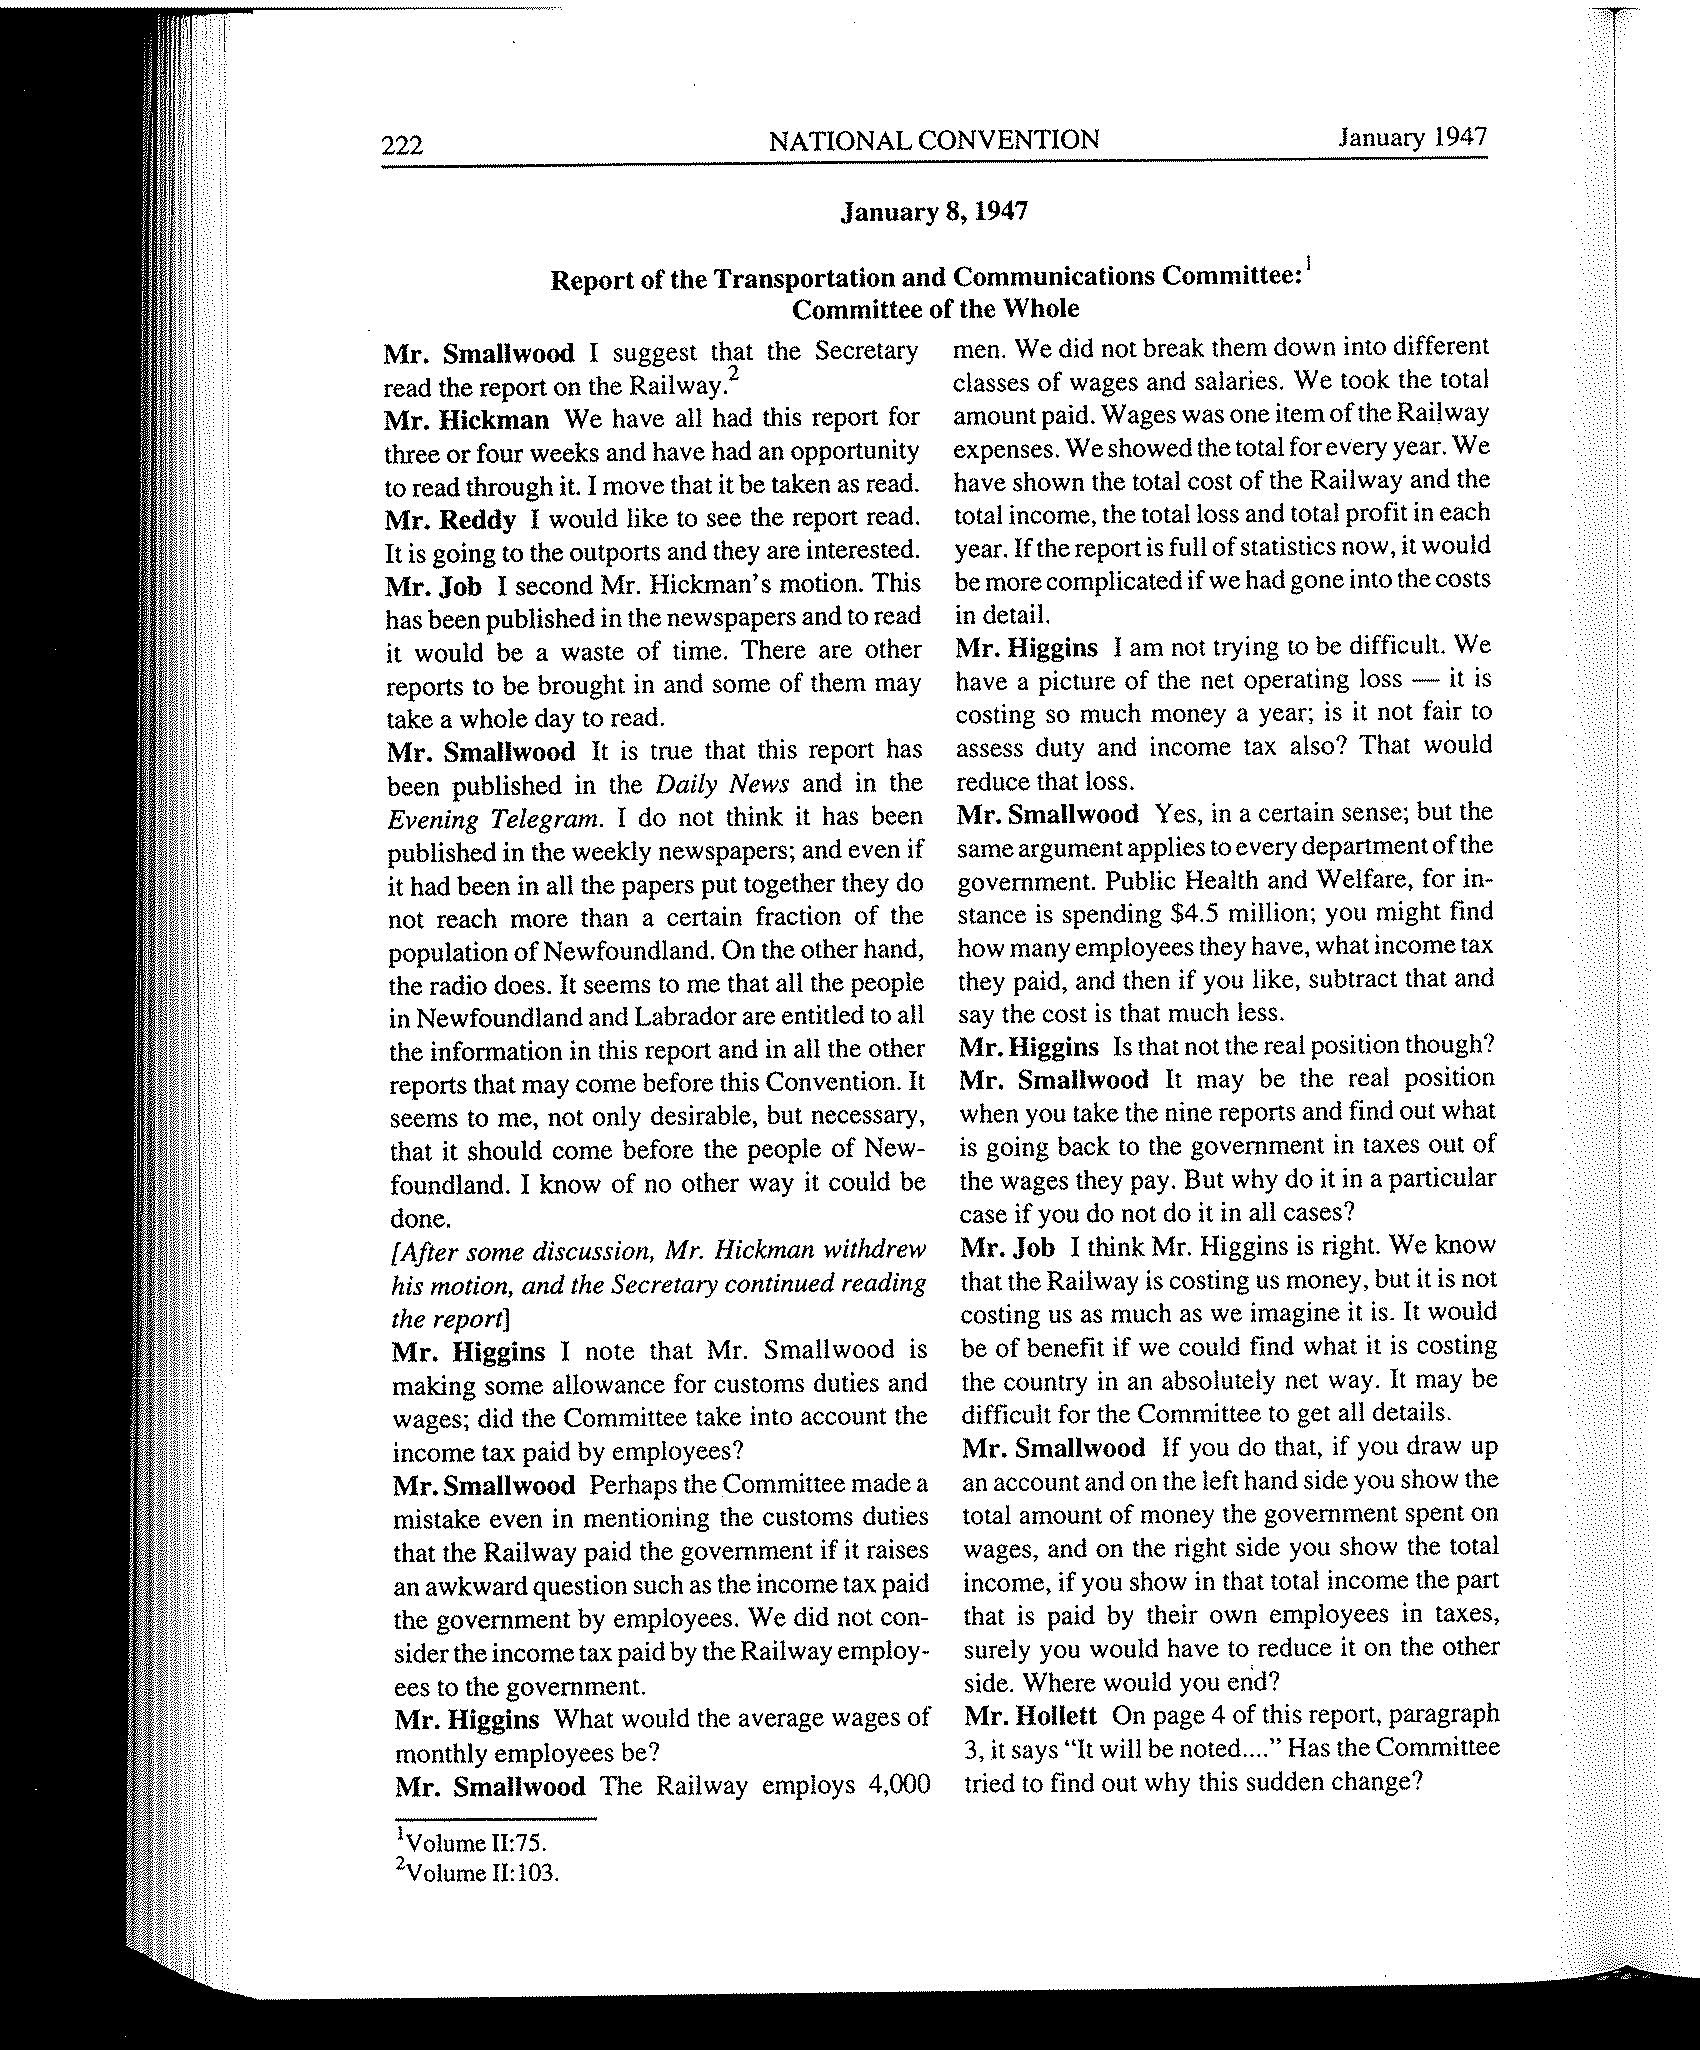 222
NATIONAL CONVENTION
January 1947
January 8, 1947
Report of the Transportation and Communications Committee:1
Committee of the Whole
Mr. Smallwood I suggest that the Secretary
read the report on the Railway.2
Mr. Hickman We have all had this report for
three or four weeks and have had an opportunity
to read through it. I move that it be taken as read.
Mr. Reddy I would like to see the report read.
It is going to the outports and they are interested.
Mr. Job I second Mr. Hickman's motion. This
has been published in the newspapers and to read
it would be a waste of time. There are other
reports to be brought in and some of them may
take a whole day to read.
Mr. Smallwood It is true that this report has
been published in the Daily News and in the
Evening Telegram. I do not think it has been
published in the weekly newspapers; and even if
it had been in all the papers put together they do
not reach more than a certain fraction of the
population of Newfoundland. On the other hand,
the radio does. It seems to me that all the people
in Newfoundland and Labrador are entitled to all
the information in this report and in all the other
reports that may come before this Convention. It
seems to me, not only desirable, but necessary,
that it should come before the people of New-
foundland. I know of no other way it could be
done.
[After some discussion, Mr. Hickman withdrew
his motion, and the Secretary continued reading
the report]
Mr. Higgins I note that Mr. Smallwood is
making some allowance for customs duties and
wages; did the Committee take into account the
income tax paid by employees?
Mr. Smallwood Perhaps the Committee made a
mistake even in mentioning the customs duties
that the Railway paid the government if it raises
an awkward question such as the income tax paid
the government by employees. We did not con-
sider the income tax paid by the Railway employ-
ees to the government.
Mr. Higgins What would the average wages of
monthly employees be?
Mr. Smallwood The Railway employs 4,000
men. We did not break them down into different
classes of wages and salaries. We took the total
amount paid. Wages was one item of the Railway
expenses. We showed the total for every year. We
have shown the total cost of the Railway and the
total income, the total loss and total profit in each
year. If the report is full of statistics now, it would
be more complicated if we had gone into the costs
in detail.
Mr. Higgins I am not trying to be difficult. We
have a picture of the net operating loss — it is
costing so much money a year; is it not fair to
assess duty and income tax also? That would
reduce that loss.
Mr. Smallwood Yes, in a certain sense; but the
same argument applies to every department of the
government. Public Health and Welfare, for in-
stance is spending $4.5 million; you might find
how many employees they have, what income tax
they paid, and then if you like, subtract that and
say the cost is that much less.
Mr. Higgins Is that not the real position though?
Mr. Smallwood It may be the real position
when you take the nine reports and find out what
is going back to the government in taxes out of
the wages they pay. But why do it in a particular
case if you do not do it in all cases?
Mr. Job I think Mr. Higgins is right. We know
that the Railway is costing us money, but it is not
costing us as much as we imagine it is. It would
be of benefit if we could find what it is costing
the country in an absolutely net way. It may be
difficult for the Committee to get all details.
Mr. Smallwood If you do that, if you draw up
an account and on the left hand side you show the
total amount of money the government spent on
wages, and on the right side you show the total
income, if you show in that total income the part
that is paid by their own employees in taxes,
surely you would have to reduce it on the other
side. Where would you end?
Mr. Hollett On page 4 of this report, paragraph
3, it says "It will be noted...." Has the Committee
tried to find out why this sudden change?
1Volume II:75.
2Volume II:103.